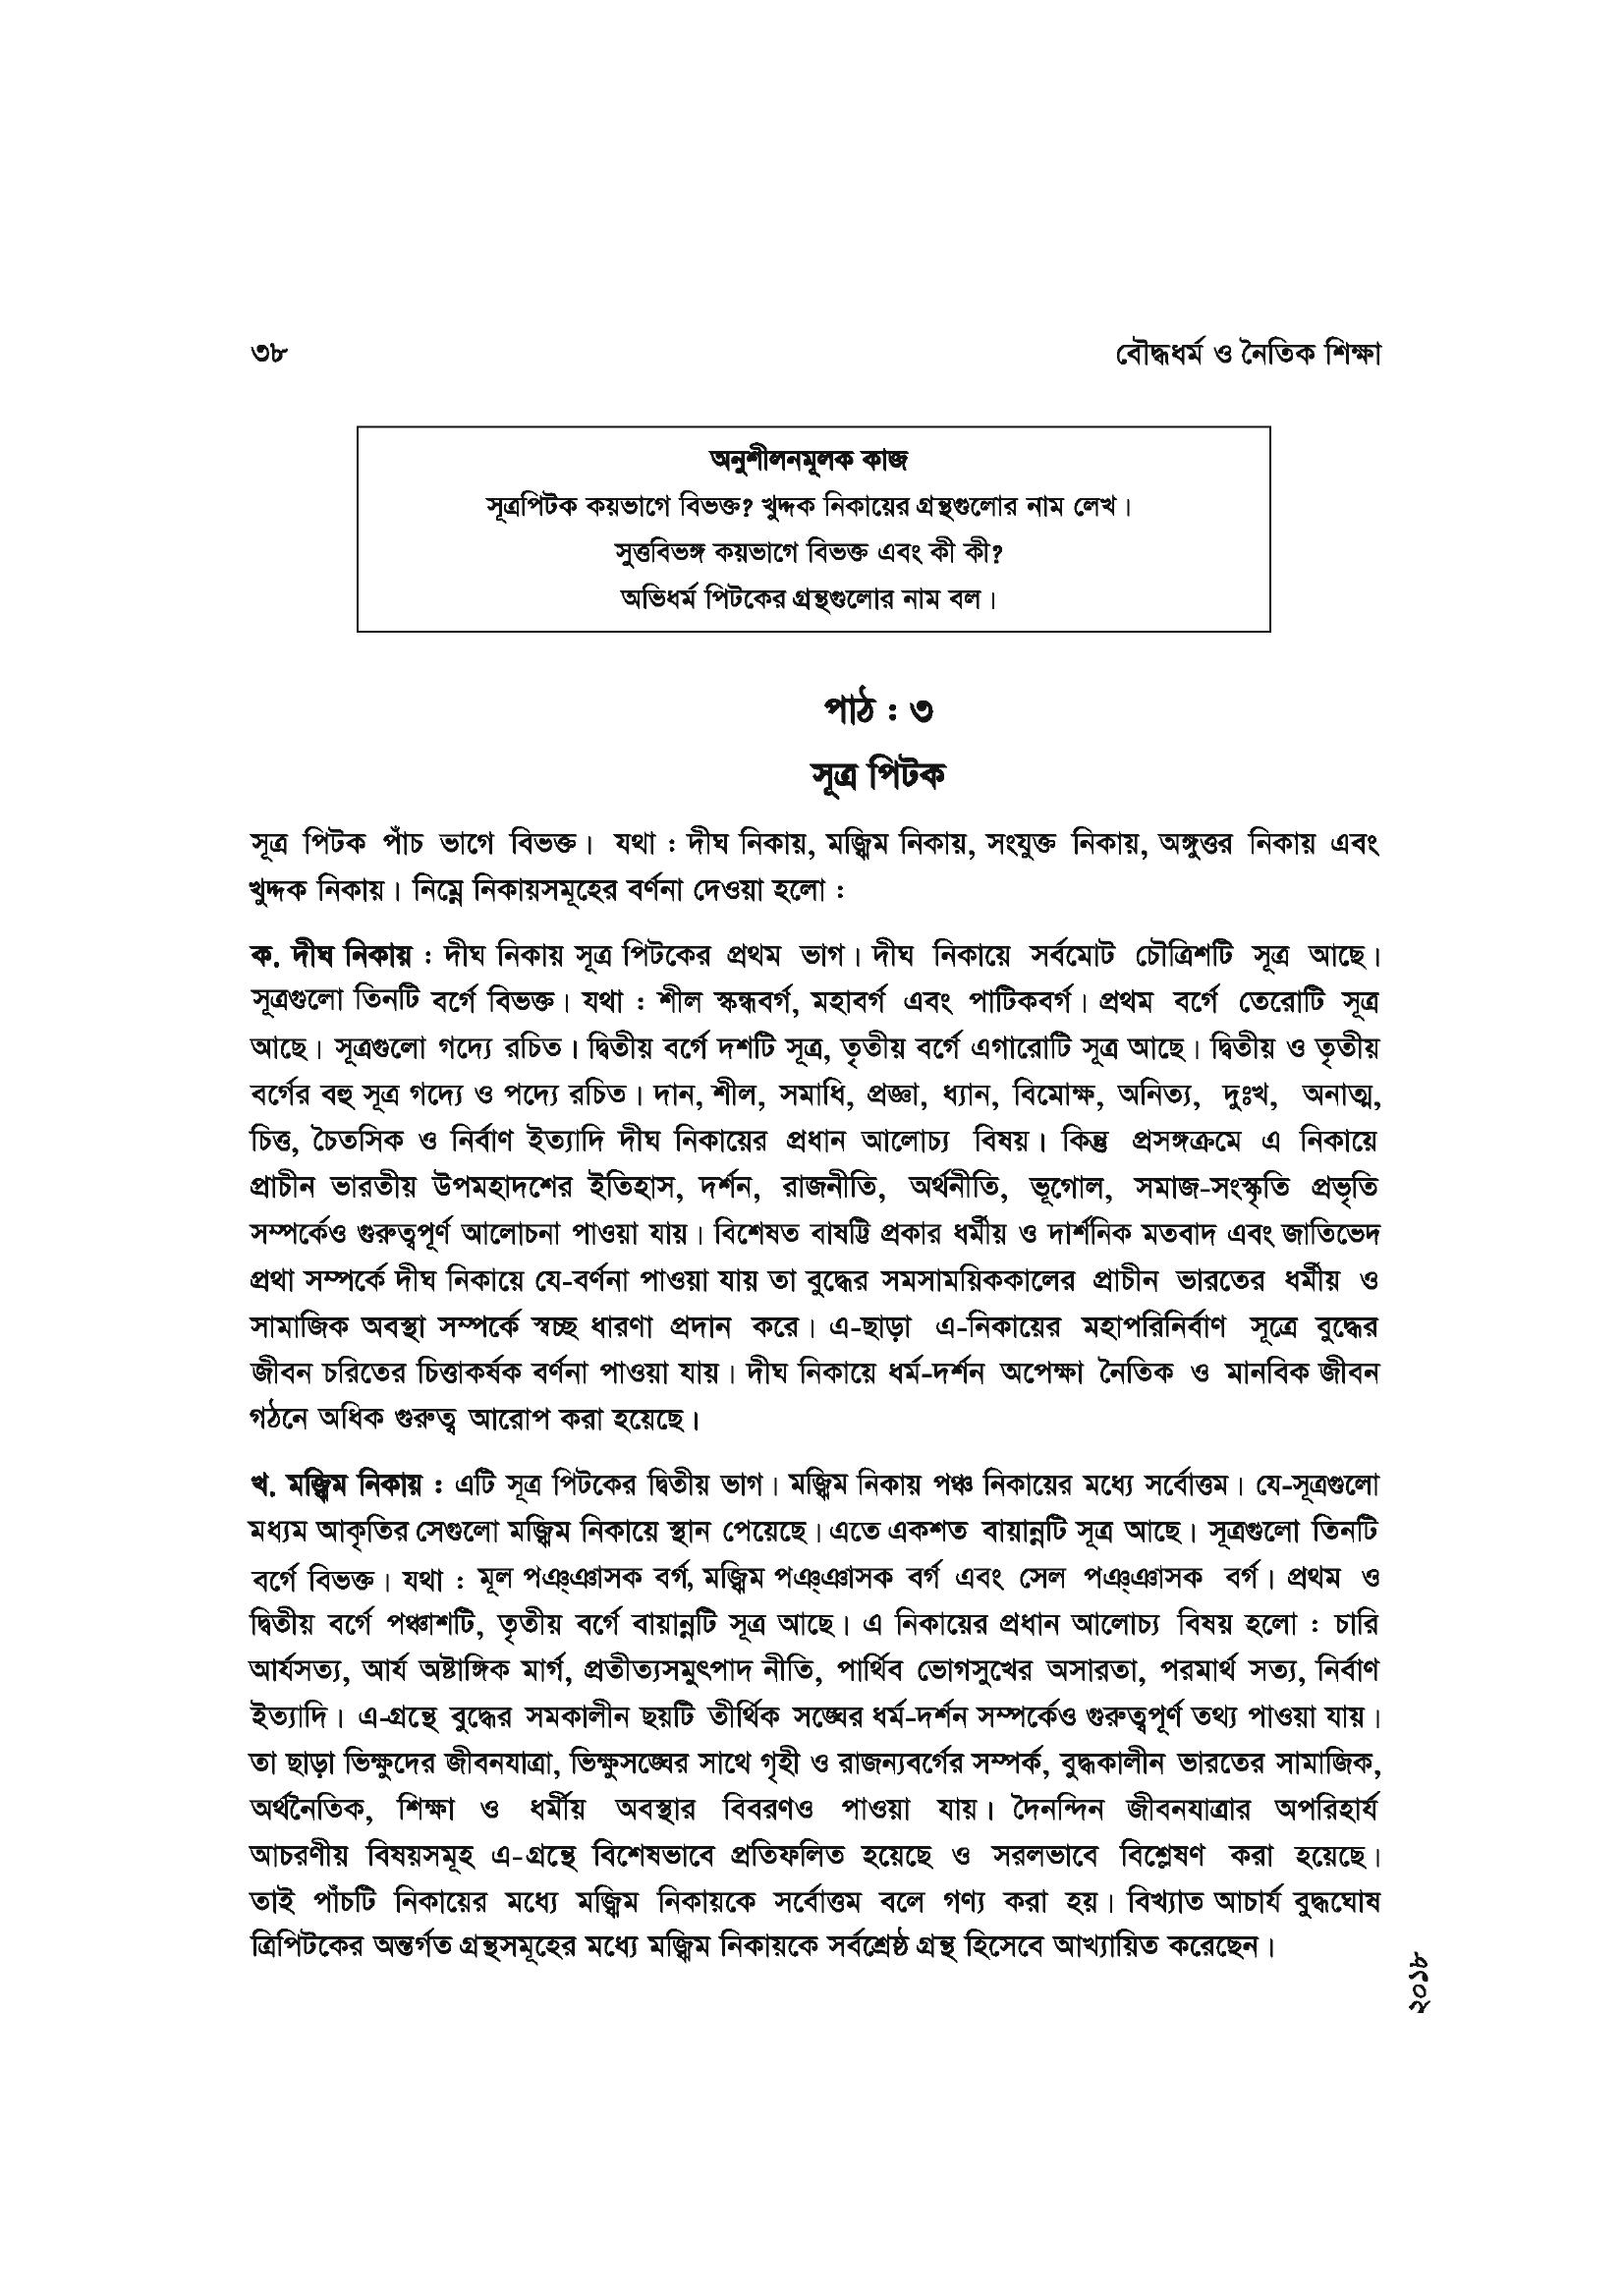 ৩৮ বৌদ্ধধর্ম ও নৈতিক শিক্ষা
অনুশীলনমূলক কাজ
সূত্রপিটক কয়ভাগে বিভক্ত? খুদ্দক নিকায়ের গ্রন্থগুলোর নাম লেখ।
সুত্তবিভঙ্গ কয়ভাগে বিভক্ত এবং কী কী?
অভিধর্ম পিটকের গ্রন্থগুলোর নাম বল।
পাঠ : ৩
সূত্র পিটক
সূত্র পিটক পাঁচ ভাগে বিভক্ত। যথা : দীঘ নিকায়, মজ্ঝিম নিকায়, সংযুক্ত নিকায়, অঙ্গুত্তর নিকায় এবং
খুদ্দক নিকায়। নিম্নে নিকায়সমূহের বর্ণনা দেওয়া হলো :
ক. দীঘ নিকায় : দীঘ নিকায় সূত্র পিটকের প্রথম ভাগ। দীঘ নিকায়ে সর্বমোট চৌত্রিশটি সূত্র আছে।
সূত্রগুলো তিনটি বর্গে বিভক্ত। যথা : শীল স্কন্ধবর্গ, মহাবর্গ এবং পাটিকবর্গ। প্রথম বর্গে তেরোটি সূত্র
আছে। সূত্রগুলো গদ্যে রচিত। দ্বিতীয় বর্গে দশটি সূত্র, তৃতীয় বর্গে এগারোটি সূত্র আছে। দ্বিতীয় ও তৃতীয়
বর্গের বহু সূত্র গদ্যে ও পদ্যে রচিত। দান, শীল, সমাধি, প্রজ্ঞা, ধ্যান, বিমোক্ষ, অনিত্য, দুঃখ, অনাত্ম,
চিত্ত, চৈতসিক ও নির্বাণ ইত্যাদি দীঘ নিকায়ের প্রধান আলোচ্য বিষয়। কিন্তু প্রসঙ্গক্রমে এ নিকায়ে
প্রাচীন ভারতীয় উপমহাদশের ইতিহাস, দর্শন, রাজনীতি, অর্থনীতি, ভূগোল, সমাজ-সংস্কৃতি প্রভৃতি
সম্পর্কেও গুরুত্বপূর্ণ আলোচনা পাওয়া যায়। বিশেষত বাষট্টি প্রকার ধর্মীয় ও দার্শনিক মতবাদ এবং জাতিভেদ
প্রথা সম্পর্কে দীঘ নিকায়ে যে-বর্ণনা পাওয়া যায় তা বুদ্ধের সমসাময়িককালের প্রাচীন ভারতের ধর্মীয় ও
সামাজিক অবস্থা সম্পর্কে স্বচ্ছ ধারণা প্রদান করে। এ-ছাড়া এ-নিকায়ের মহাপরিনির্বাণ সূত্রে বুদ্ধের
জীবন চরিতের চিত্তাকর্ষক বর্ণনা পাওয়া যায়। দীঘ নিকায়ে ধর্ম-দর্শন অপেক্ষা নৈতিক ও মানবিক জীবন
গঠনে অধিক গুরুত্ব আরোপ করা হয়েছে।
খ. মজ্ঝিম নিকায় : এটি সূত্র পিটকের দ্বিতীয় ভাগ। মজ্ঝিম নিকায় পঞ্চ নিকায়ের মধ্যে সর্বোত্তম। যে-সূত্রগুলো
মধ্যম আকৃতির সেগুলো মজ্ঝিম নিকায়ে স্থান পেয়েছে। এতে একশত বায়ান্নটি সূত্র আছে। সূত্রগুলো তিনটি
বর্গে বিভক্ত। যথা : মূল পঞ্ঞাসক বর্গ, মজ্ঝিম পঞ্ঞাসক বর্গ এবং সেল পঞ্ঞাসক বর্গ। প্রথম ও
দ্বিতীয় বর্গে পঞ্চাশটি, তৃতীয় বর্গে বায়ান্নটি সূত্র আছে। এ নিকায়ের প্রধান আলোচ্য বিষয় হলো : চারি
আর্যসত্য, আর্য অষ্টাঙ্গিক মার্গ, প্রতীত্যসমুৎপাদ নীতি, পার্থিব ভোগসুখের অসারতা, পরমার্থ সত্য, নির্বাণ
ইত্যাদি। এ-গ্রন্থে বুদ্ধের সমকালীন ছয়টি তীর্থিক সঙ্ঘের ধর্ম-দর্শন সম্পর্কেও গুরুত্বপূর্ণ তথ্য পাওয়া যায়।
তা ছাড়া ভিক্ষুদের জীবনযাত্রা, ভিক্ষুসঙ্ঘের সাথে গৃহী ও রাজন্যবর্গের সম্পর্ক, বুদ্ধকালীন ভারতের সামাজিক,
অর্থনৈতিক, শিক্ষা ও ধর্মীয় অবস্থার বিবরণও পাওয়া যায়। দৈনন্দিন জীবনযাত্রার অপরিহার্য
আচরণীয় বিষয়সমূহ এ-গ্রন্থে বিশেষভাবে প্রতিফলিত হয়েছে ও সরলভাবে বিশ্লেষণ করা হয়েছে।
তাই পাঁচটি নিকায়ের মধ্যে মজ্ঝিম নিকায়কে সর্বোত্তম বলে গণ্য করা হয়। বিখ্যাত আচার্য বুদ্ধঘোষ
ত্রিপিটকের অন্তর্গত গ্রন্থসমূহের মধ্যে মজ্ঝিম নিকায়কে সর্বশ্রেষ্ঠ গ্রন্থ হিসেবে আখ্যায়িত করেছেন।
২০১৮